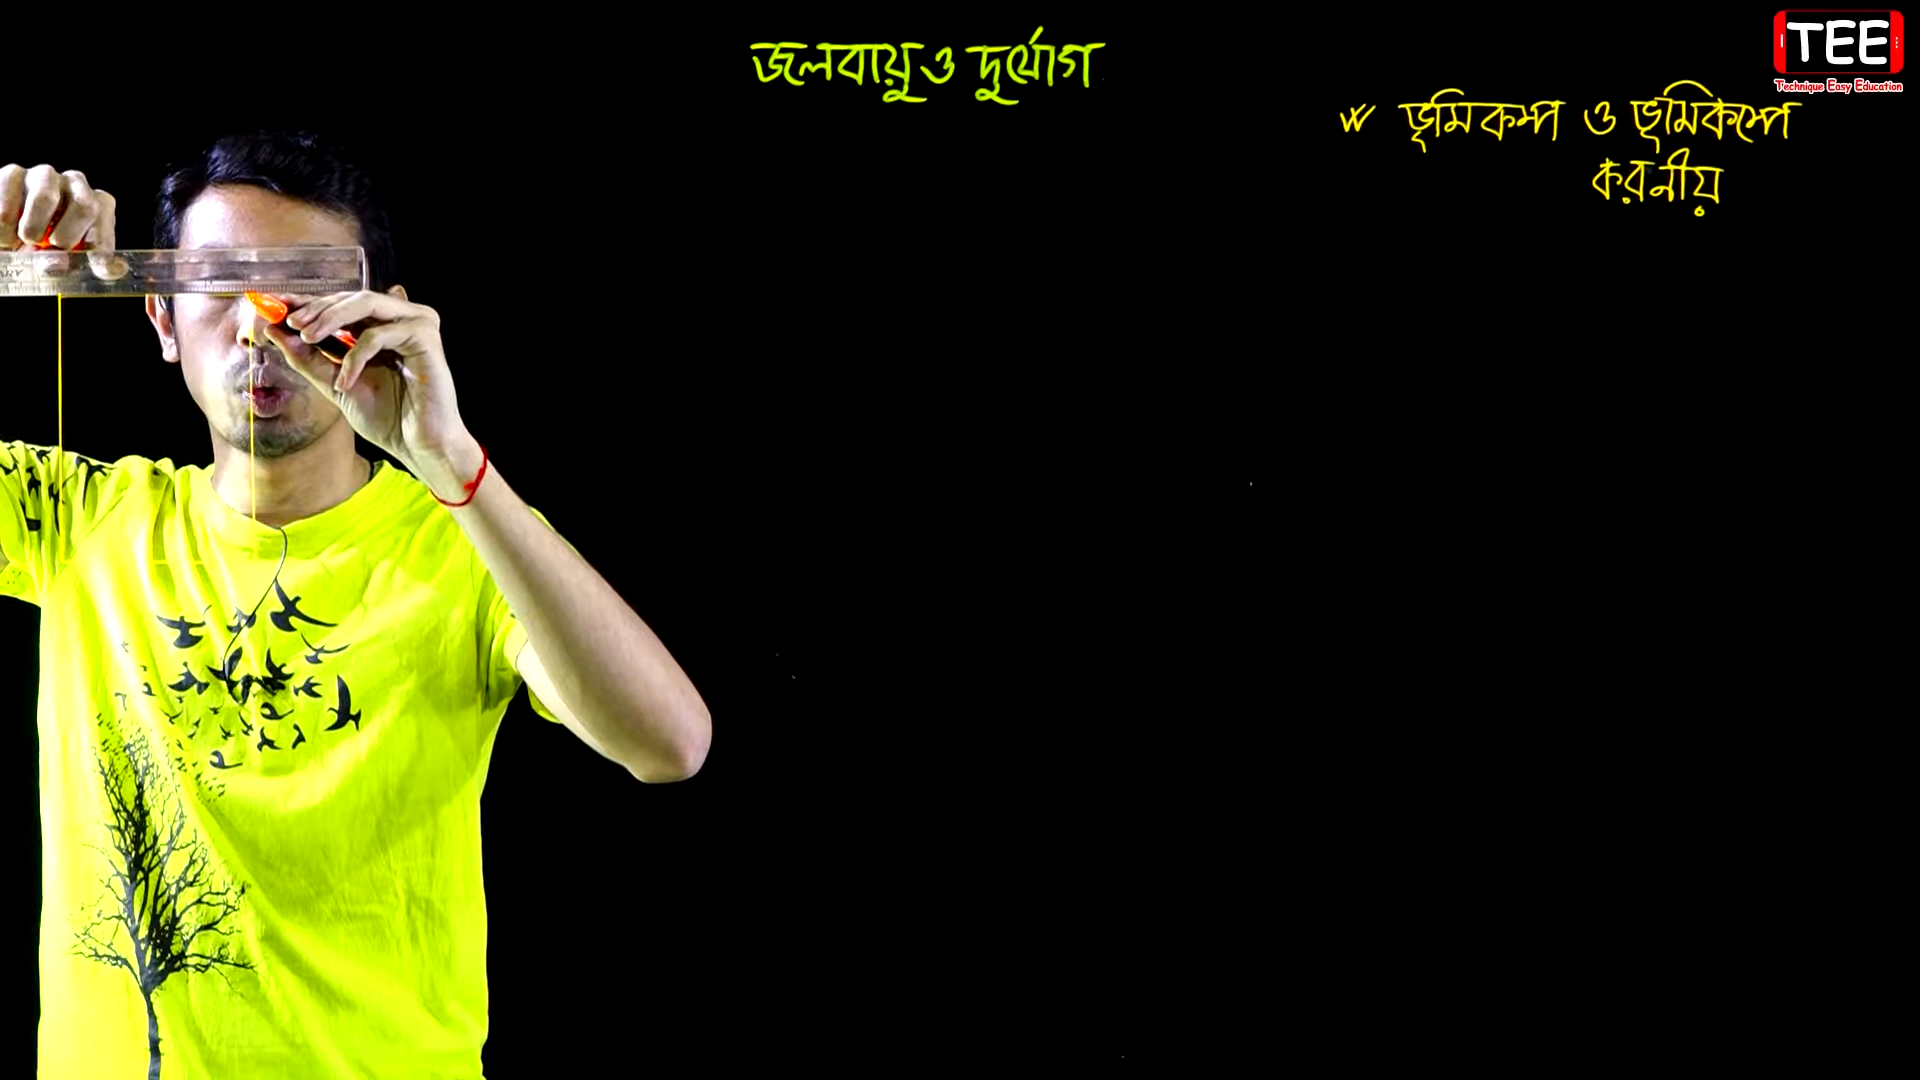 জলবায়ু ও দুর্যোগ
TEE
Technique Easy Education
ভূমিকম্প ও ভূমিকম্পে
করনীয়